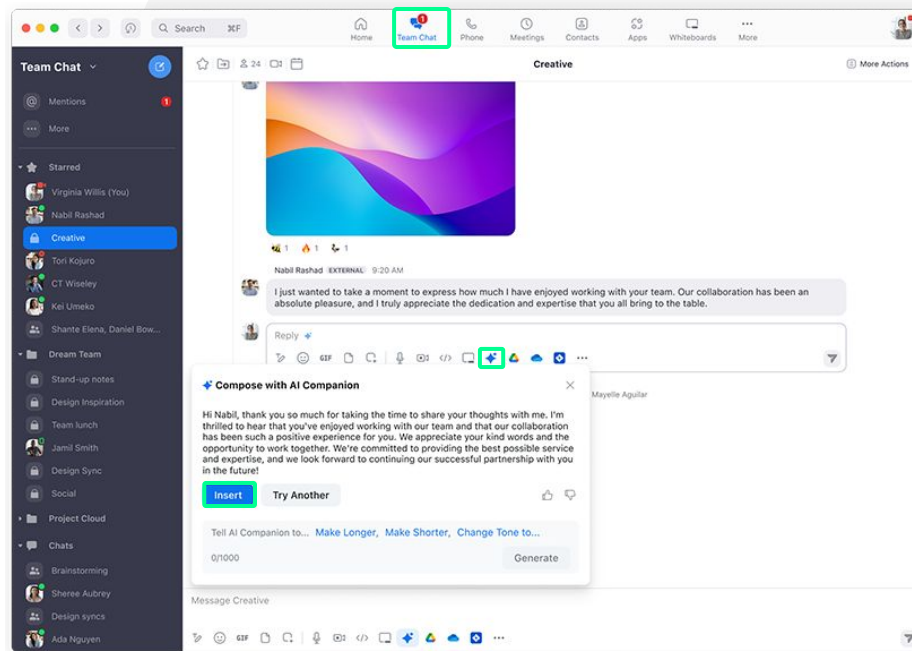 Search ⌘F
1
Home Team Chat Phone Meetings Contacts Apps Whiteboards More
Team Chat
24
Creative
More Actions
Mentions 1
More
Starred
Virginia Willis (You)
Nabil Rashad
Creative
Tori Kojuro
CT Wiseley
Kei Umeko
Shante Elena, Daniel Bow...
Dream Team
Stand-up notes
Design Inspiration
Team lunch
Jamil Smith
Design Sync
Social
Project Cloud
Chats
Brainstorming
Sheree Aubrey
Design syncs
Ada Nguyen
1 1 1
Nabil Rashad EXTERNAL 9:20 AM
I just wanted to take a moment to express how much I have enjoyed working with your team. Our collaboration has been an
absolute pleasure, and I truly appreciate the dedication and expertise that you all bring to the table.
Reply
GIF
Mayelle Aguilar
Compose with AI Companion
Hi Nabil, thank you so much for taking the time to share your thoughts with me. I'm
thrilled to hear that you've enjoyed working with our team and that our collaboration
has been such a positive experience for you. We appreciate your kind words and the
opportunity to work together. We're committed to providing the best possible service
and expertise, and we look forward to continuing our successful partnership with you
in the future!
Insert Try Another
Tell AI Companion to... Make Longer, Make Shorter, Change Tone to...
0/1000 Generate
Message Creative
GIF